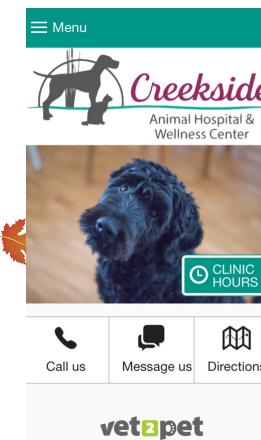 Menu
Creekside
Animal Hospital &
Wellness Center
CLINIC
HOURS
Call us
Message us
Directions
vet2pet